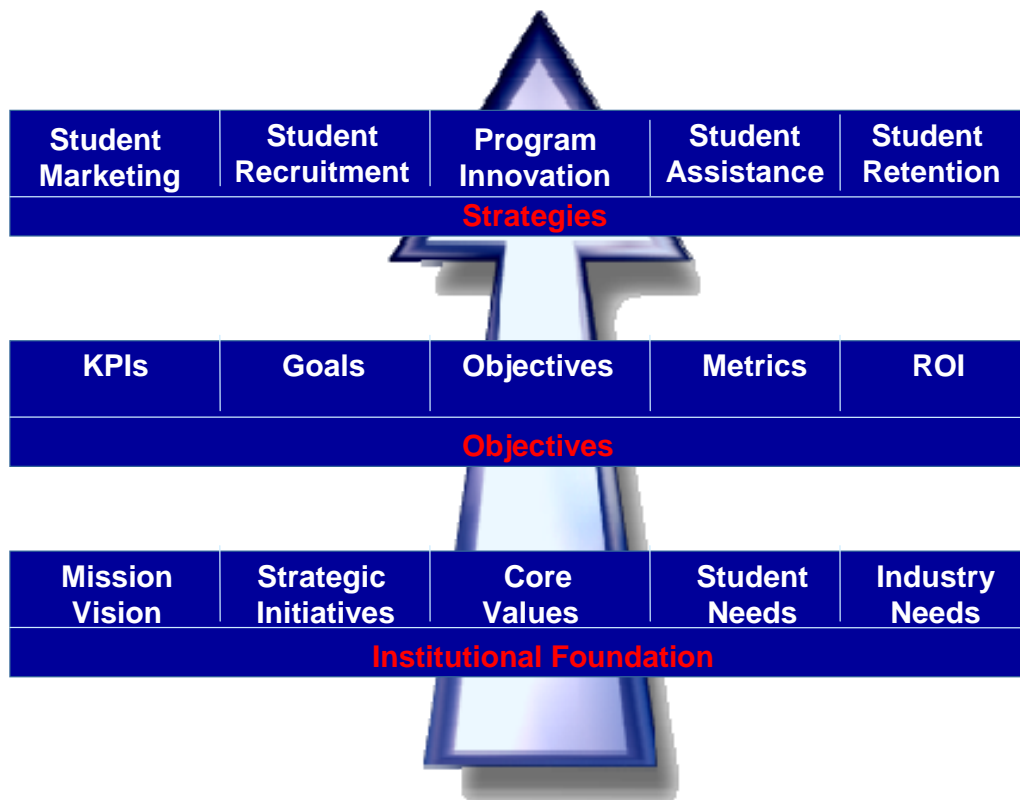 Student Student Program Student Student
Marketing Recruitment Innovation Assistance Retention
Strategies
KPIs Goals Objectives Metrics ROI
Objectives
Mission Strategic Core Student Industry
Vision Initiatives Values Needs Needs
Institutional Foundation